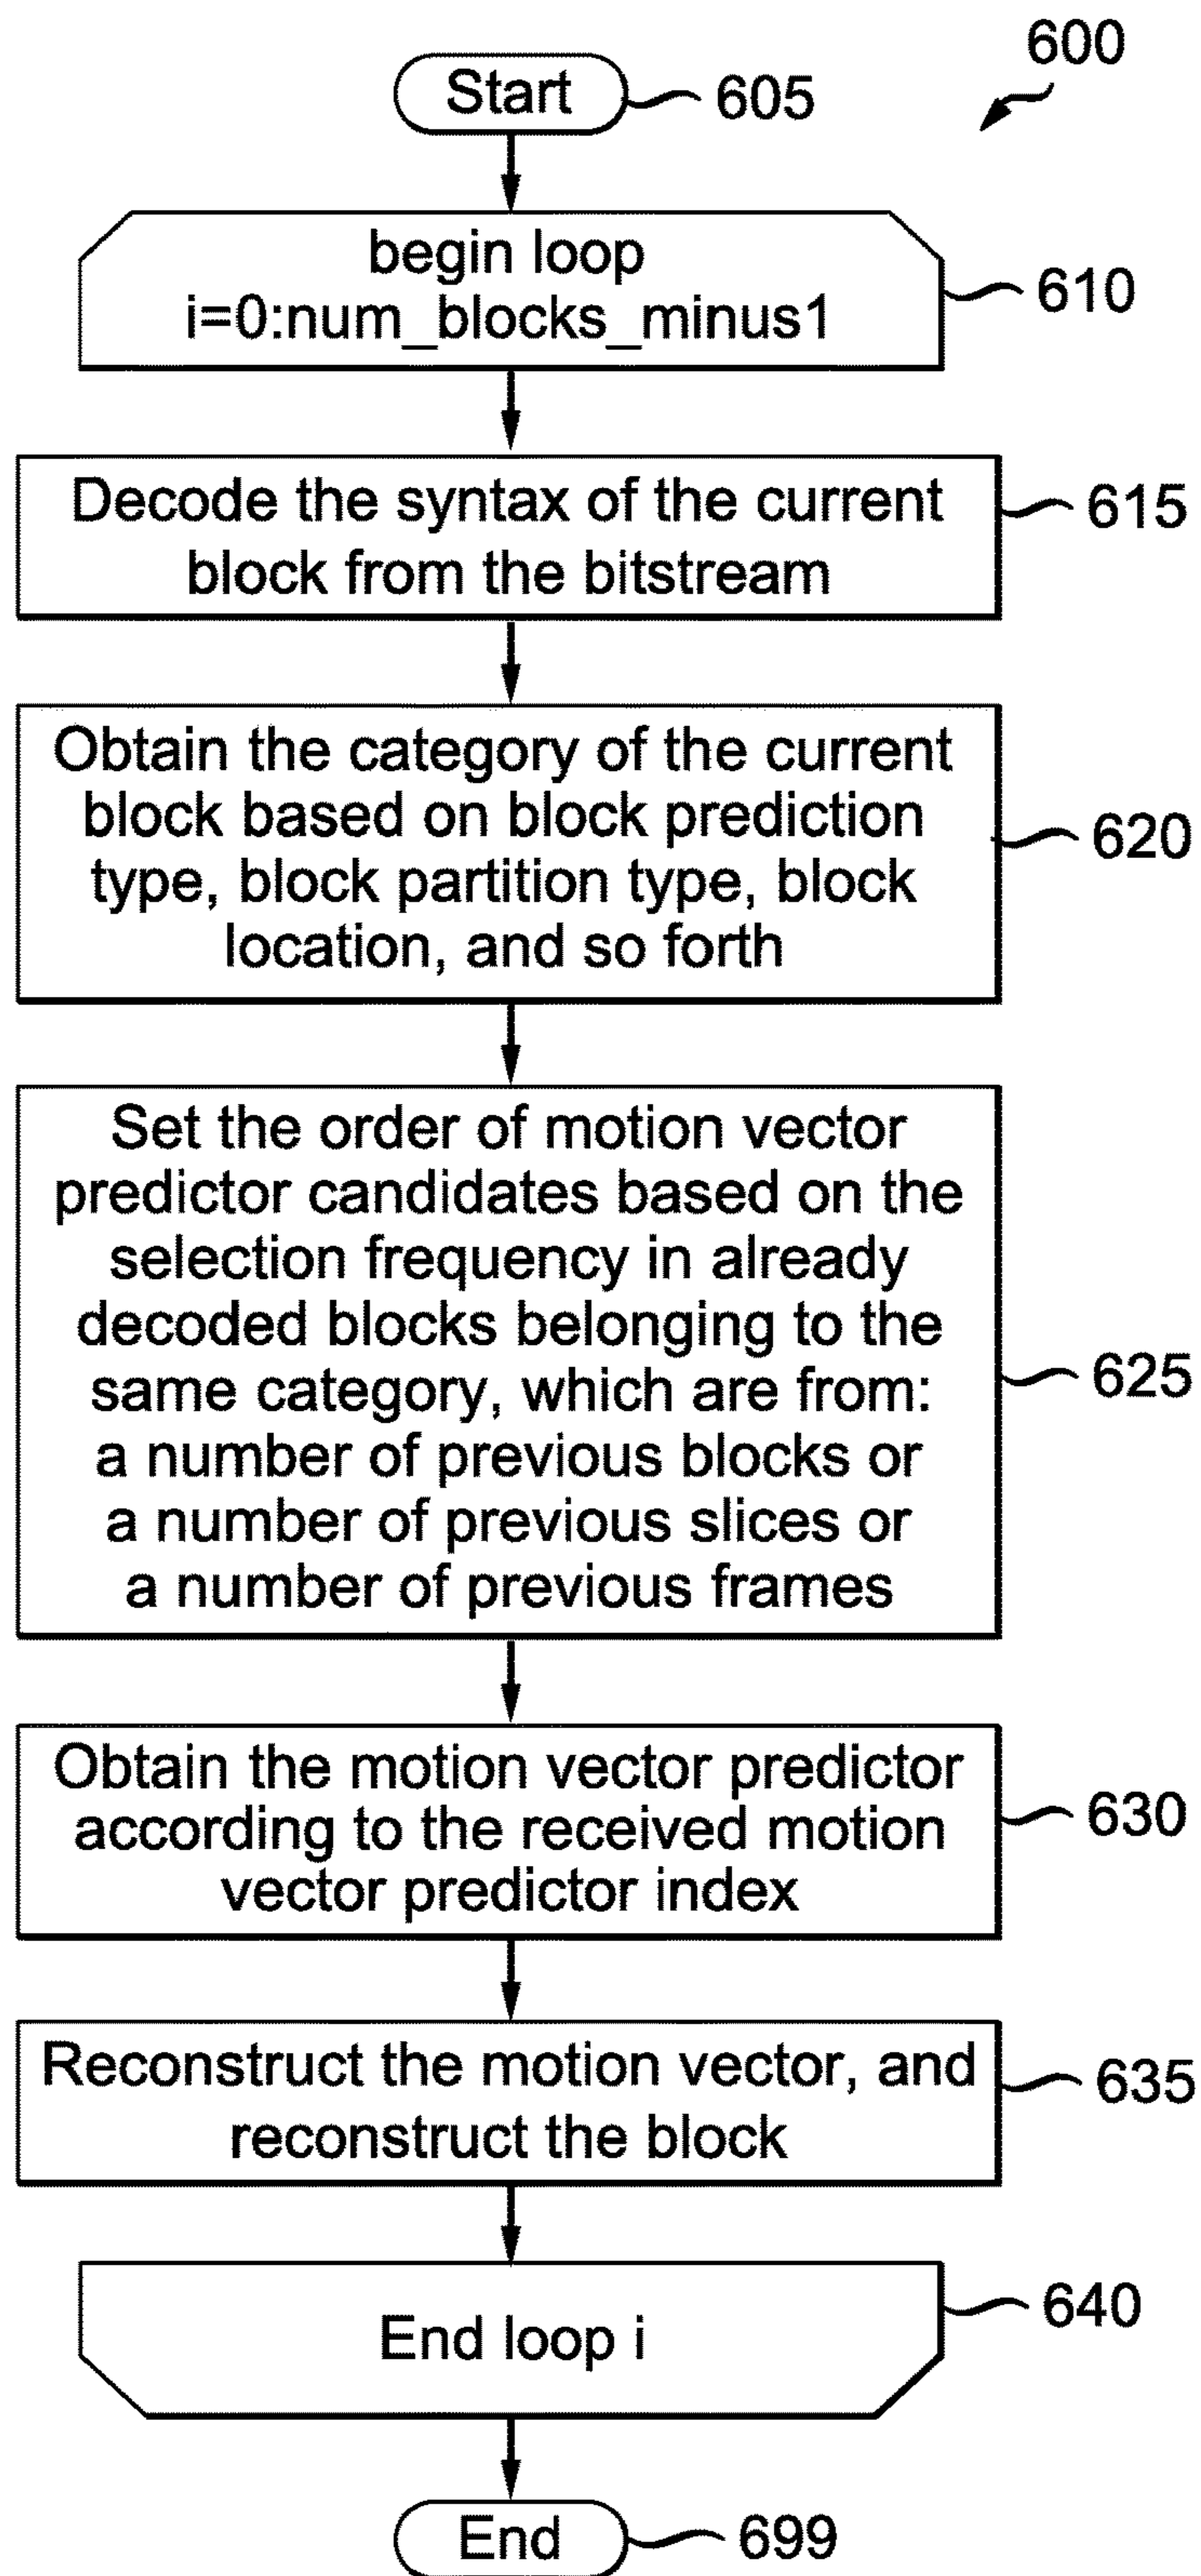 600
Start
605
begin loop
i=0:num_blocks_minus1
610
Decode the syntax of the current
block from the bitstream
615
Obtain the category of the current
block based on block prediction
type, block partition type, block
location, and so forth
620
Set the order of motion vector
predictor candidates based on the
selection frequency in already
decoded blocks belonging to the
same category, which are from:
a number of previous blocks or
a number of previous slices or
a number of previous frames
625
Obtain the motion vector predictor
according to the received motion
vector predictor index
630
Reconstruct the motion vector, and
reconstruct the block
635
End loop i
640
End
699